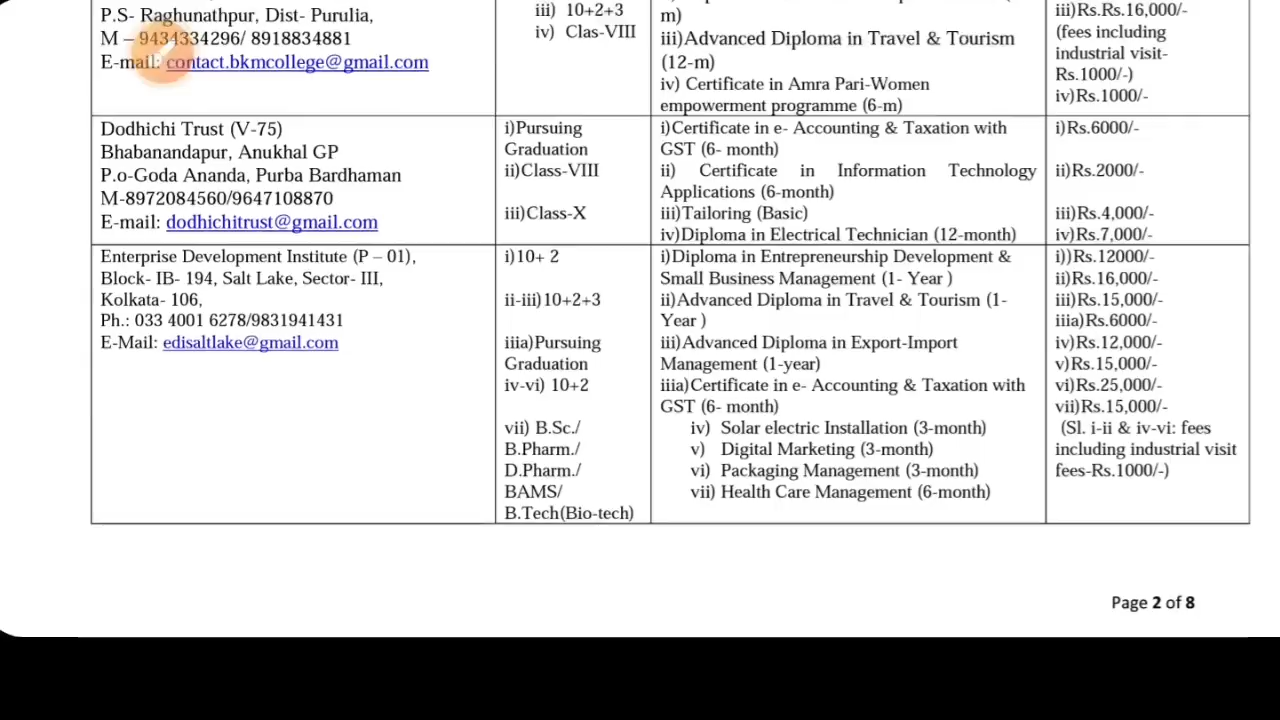 P.S- Raghunathpur, Dist- Purulia,
M – 9434334296/ 8918834881
E-mail: contact.bkmcollege@gmail.com
iii) 10+2+3
iv) Clas-VIII
m)
iii)Advanced Diploma in Travel & Tourism
(12-m)
iv) Certificate in Amra Pari-Women
empowerment programme (6-m)
iii)Rs.Rs.16,000/-
(fees including
industrial visit-
Rs.1000/-)
iv)Rs.1000/-
Dodhichi Trust (V-75)
Bhabanandapur, Anukhal GP
P.o-Goda Ananda, Purba Bardhaman
M-8972084560/9647108870
E-mail: dodhichitrust@gmail.com
i)Pursuing
Graduation
ii)Class-VIII
iii)Class-X
i)Certificate in e- Accounting & Taxation with
GST (6- month)
ii) Certificate in Information Technology
Applications (6-month)
iii)Tailoring (Basic)
iv)Diploma in Electrical Technician (12-month)
i)Rs.6000/-
ii)Rs.2000/-
iii)Rs.4,000/-
iv)Rs.7,000/-
Enterprise Development Institute (P – 01),
Block- IB- 194, Salt Lake, Sector- III,
Kolkata- 106,
Ph.: 033 4001 6278/9831941431
E-Mail: edisaltlake@gmail.com
i)10+ 2
ii-iii)10+2+3
iiia)Pursuing
Graduation
iv-vi) 10+2
vii) B.Sc./
B.Pharm./
D.Pharm./
BAMS/
B.Tech(Bio-tech)
i)Diploma in Entrepreneurship Development &
Small Business Management (1- Year )
ii)Advanced Diploma in Travel & Tourism (1-
Year )
iii)Advanced Diploma in Export-Import
Management (1-year)
iiia)Certificate in e- Accounting & Taxation with
GST (6- month)
iv) Solar electric Installation (3-month)
v) Digital Marketing (3-month)
vi) Packaging Management (3-month)
vii) Health Care Management (6-month)
i))Rs.12000/-
ii)Rs.16,000/-
iii)Rs.15,000/-
iiia)Rs.6000/-
iv)Rs.12,000/-
v)Rs.15,000/-
vi)Rs.25,000/-
vii)Rs.15,000/-
(Sl. i-ii & iv-vi: fees
including industrial visit
fees-Rs.1000/-)
Page 2 of 8